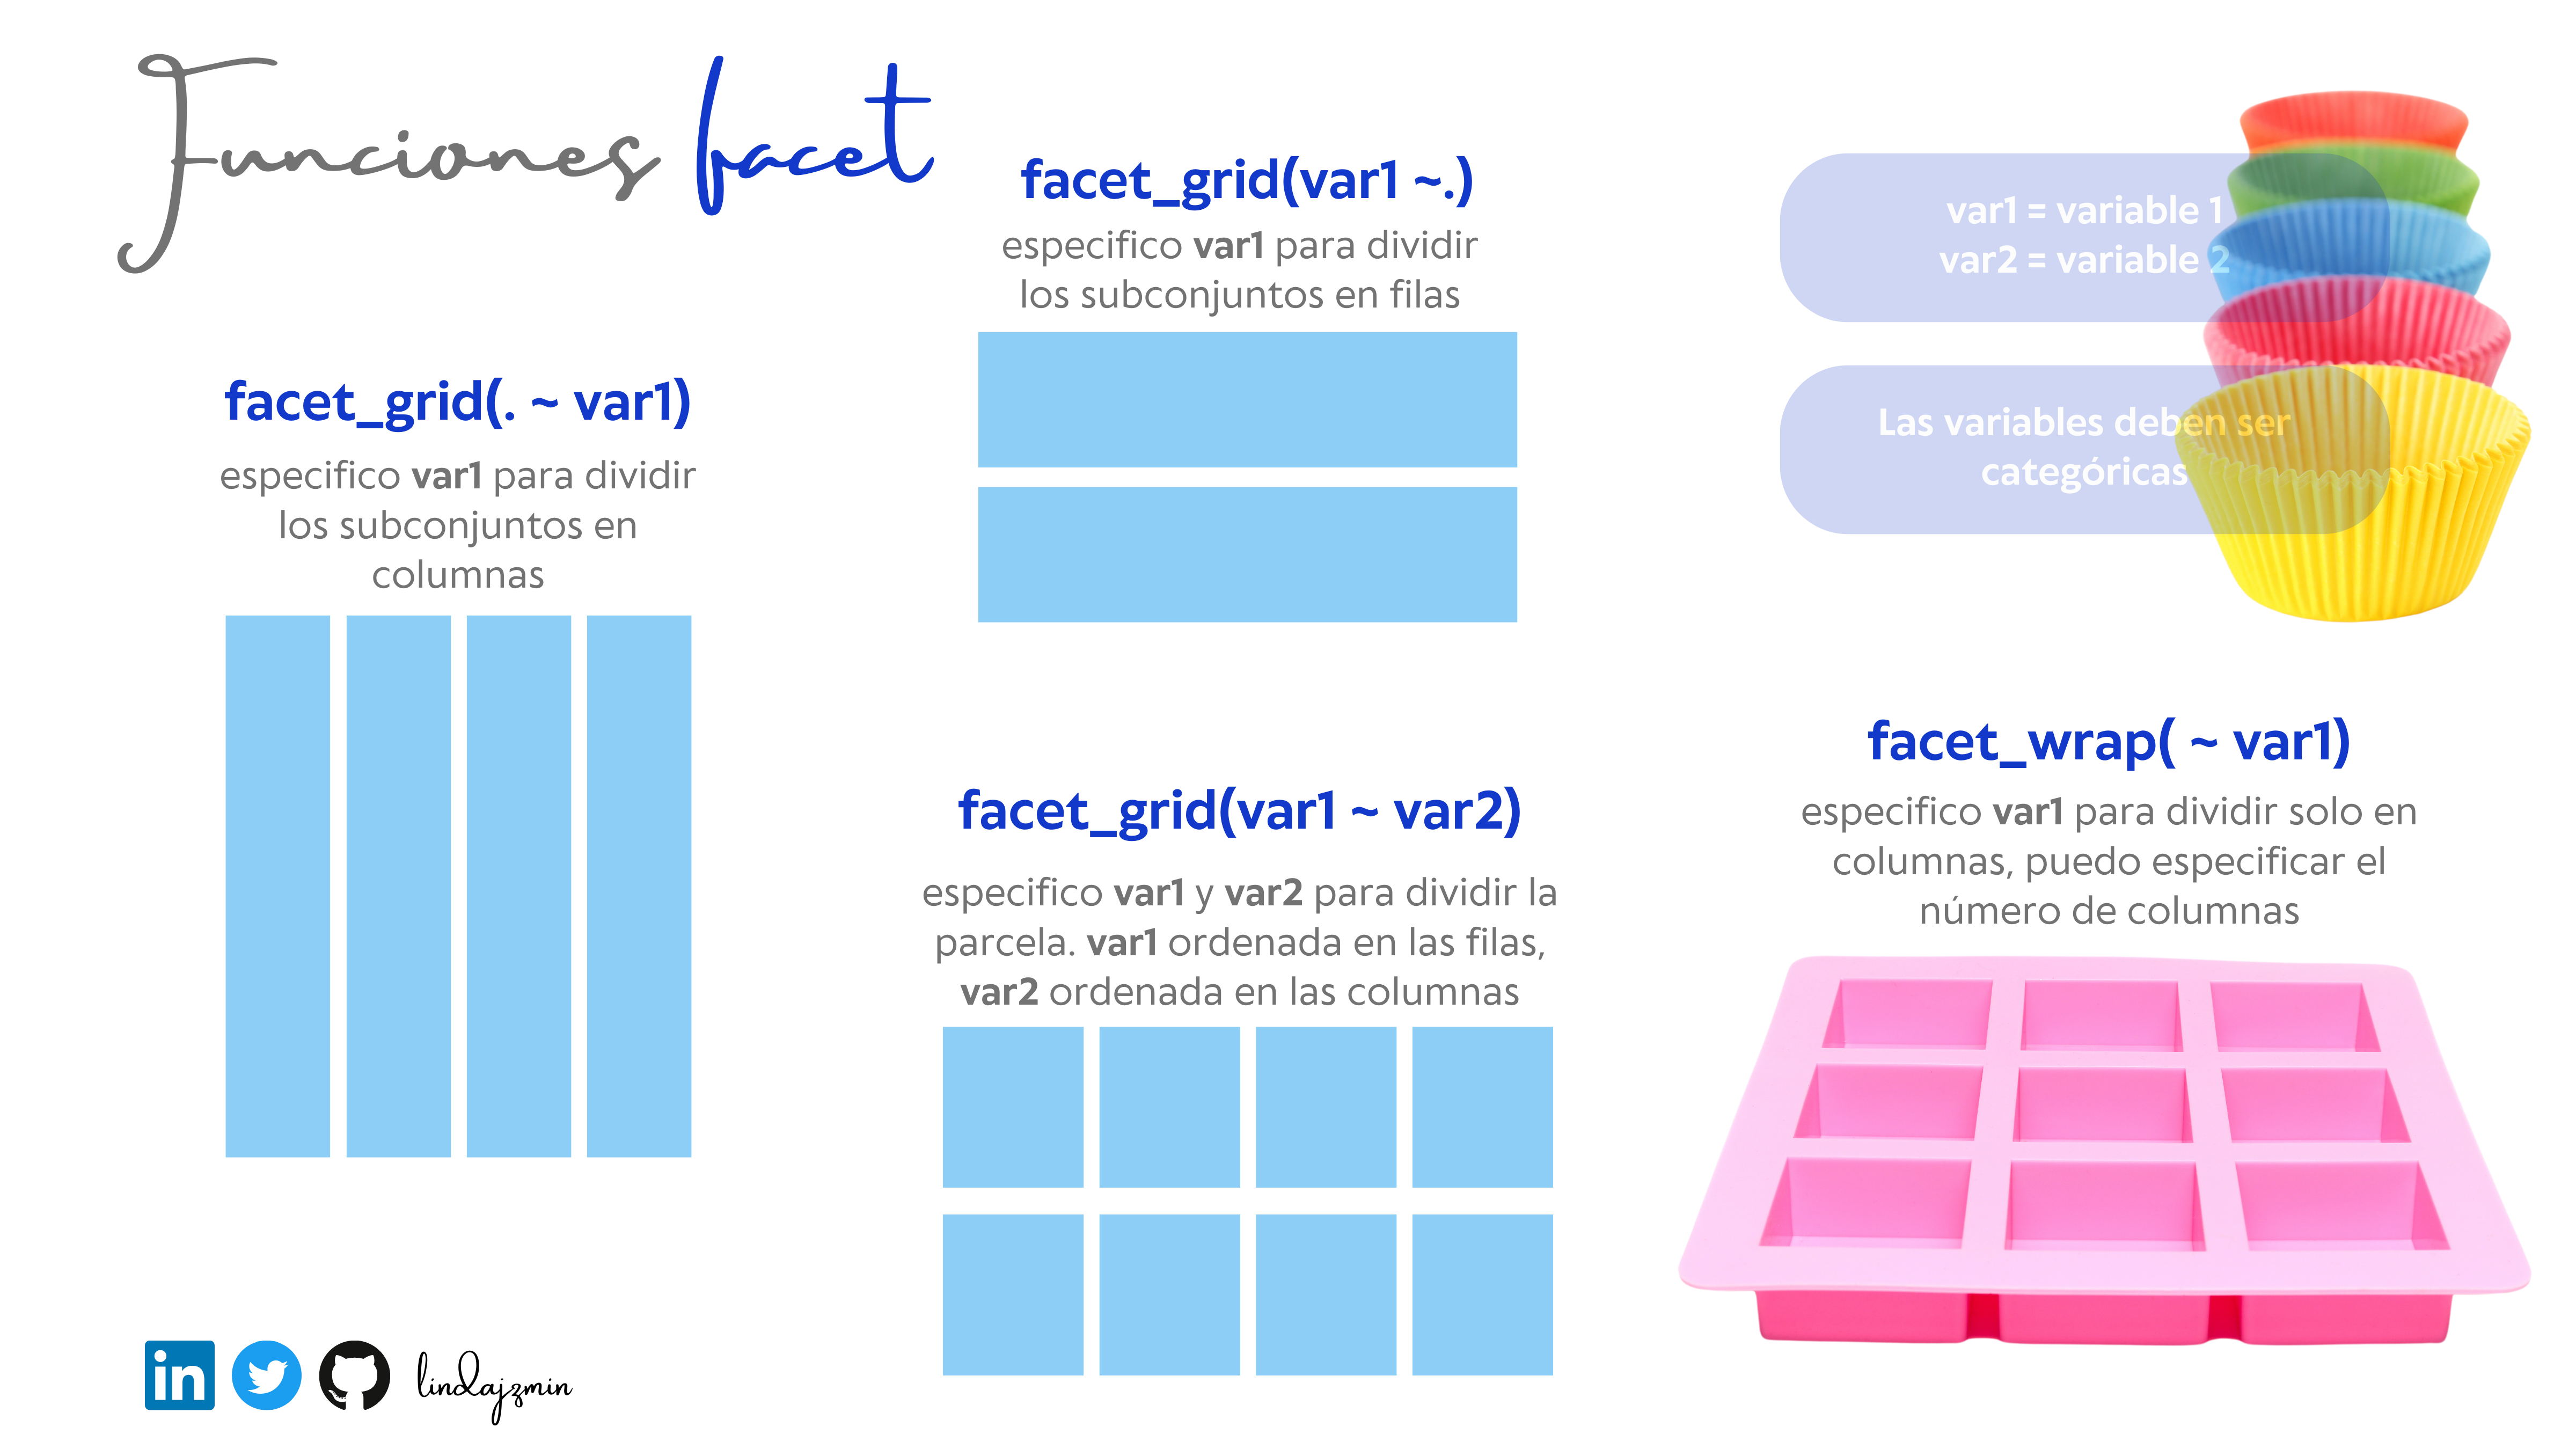 Funciones facet
facet_grid(. ~ var1)
especifico var1 para dividir
los subconjuntos en
columnas
facet_grid(var1 ~.)
especifico var1 para dividir
los subconjuntos en filas
var1 = variable 1
var2 = variable 2
Las variables deben ser
categóricas
facet_grid(var1 ~ var2)
especifico var1 y var2 para dividir la
parcela. var1 ordenada en las filas,
var2 ordenada en las columnas
facet_wrap( ~ var1)
especifico var1 para dividir solo en
columnas, puedo especificar el
número de columnas
in
lindajzmin